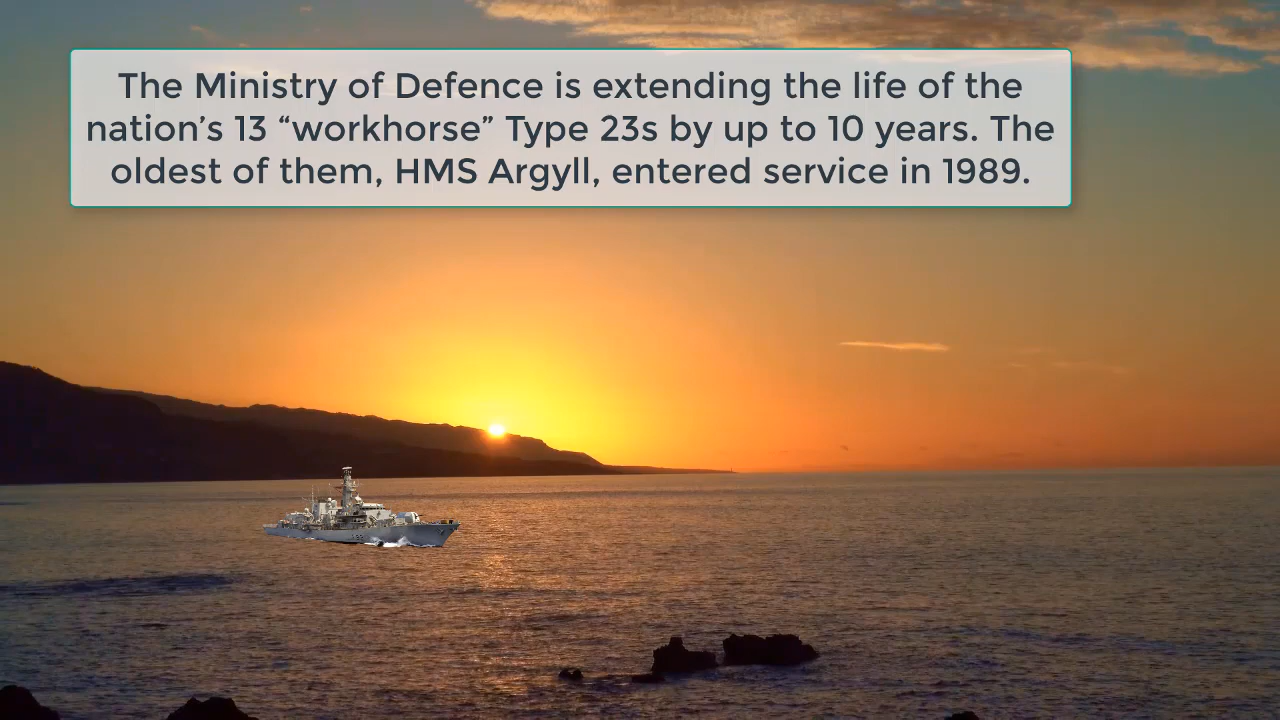 The Ministry of Defence is extending the life of the
nation’s 13 “workhorse” Type 23s by up to 10 years. The
oldest of them, HMS Argyll, entered service in 1989.